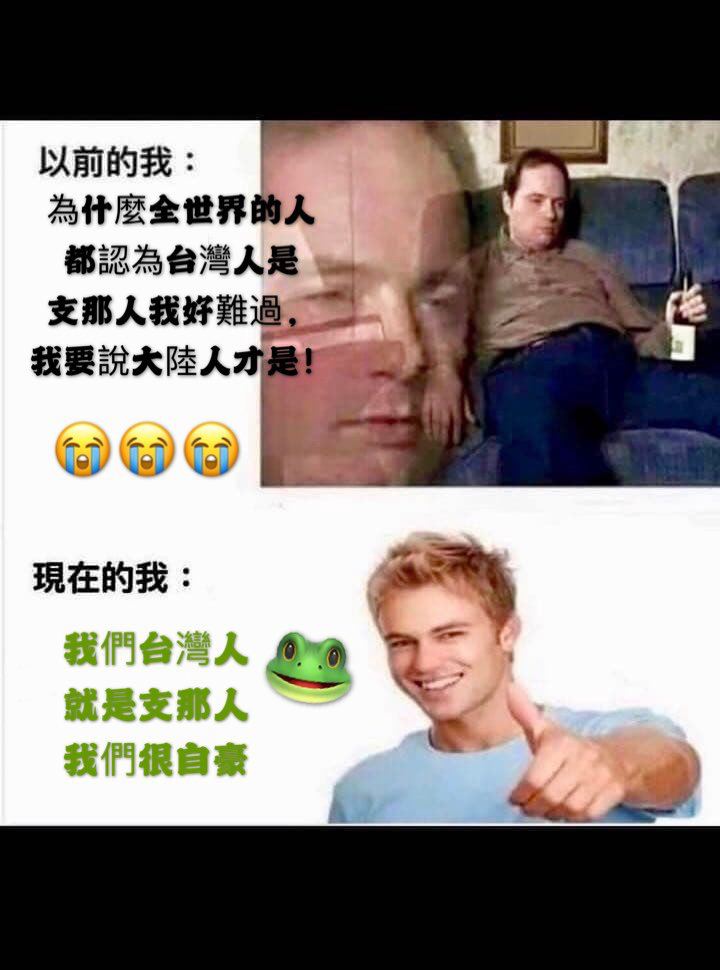 以前的我：
為什麼全世界的人
都認為台灣人是
支那人我好難過，
我要說大陸人才是！
😭😭😭
現在的我：
我們台灣人🐸
就是支那人
我們很自豪